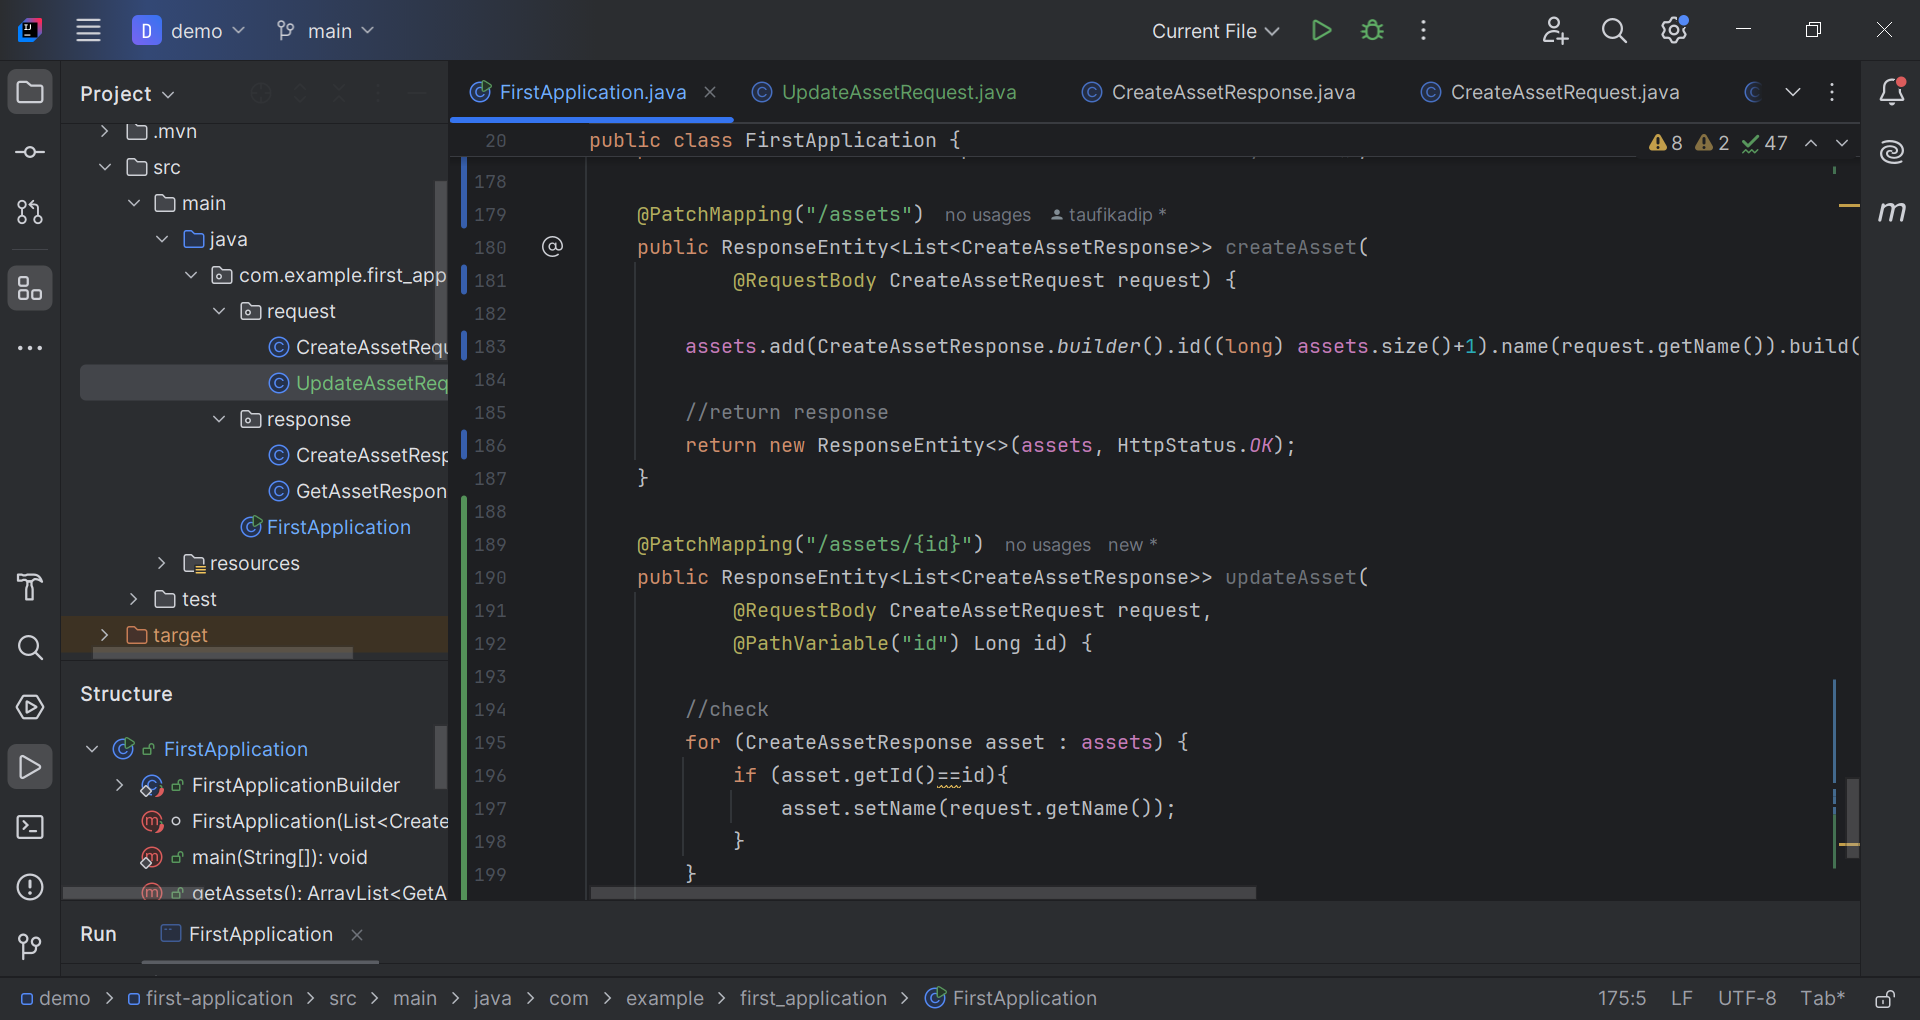 D demo main Current File
Project
.mvn
src
main
java
com.example.first_app
request
CreateAssetRequ
UpdateAssetReq
response
CreateAssetResp
GetAssetRespon
FirstApplication
resources
test
target
Structure
FirstApplication
FirstApplicationBuilder
FirstApplication(List<Create
main(String[]): void
getAssets(): ArrayList<GetA
FirstApplication.java UpdateAssetRequest.java CreateAssetResponse.java CreateAssetRequest.java
20 public class FirstApplication { 8 2 47
178
179 @PatchMapping("/assets") no usages taufikadip *
180 public ResponseEntity<List<CreateAssetResponse>> createAsset(
181 @RequestBody CreateAssetRequest request) {
182
183 assets.add(CreateAssetResponse.builder().id((long) assets.size()+1).name(request.getName()).build(
184
185 //return response
186 return new ResponseEntity<>(assets, HttpStatus.OK);
187 }
188
189 @PatchMapping("/assets/{id}") no usages new *
190 public ResponseEntity<List<CreateAssetResponse>> updateAsset(
191 @RequestBody CreateAssetRequest request,
192 @PathVariable("id") Long id) {
193
194 //check
195 for (CreateAssetResponse asset : assets) {
196 if (asset.getId()==id){
197 asset.setName(request.getName());
198 }
199 }
m
Run FirstApplication
demo > first-application > src > main > java > com > example > first_application > FirstApplication 175:5 LF UTF-8 Tab*